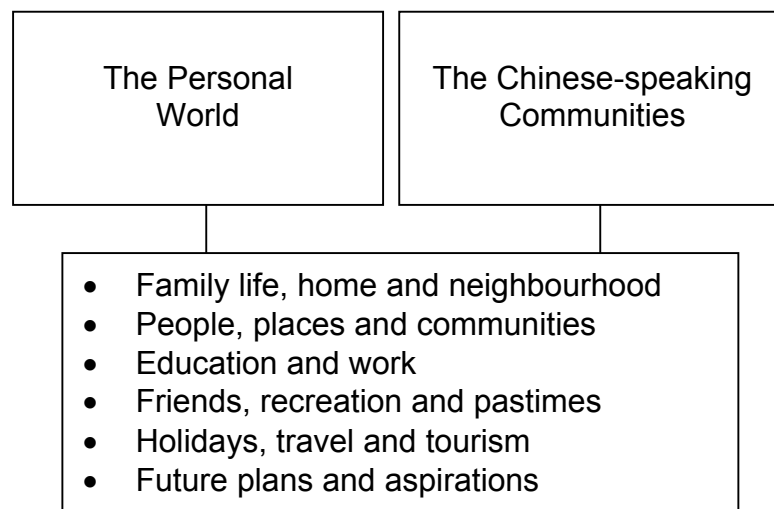 The Personal
World
The Chinese-speaking
Communities
• Family life, home and neighbourhood
• People, places and communities
• Education and work
• Friends, recreation and pastimes
• Holidays, travel and tourism
• Future plans and aspirations